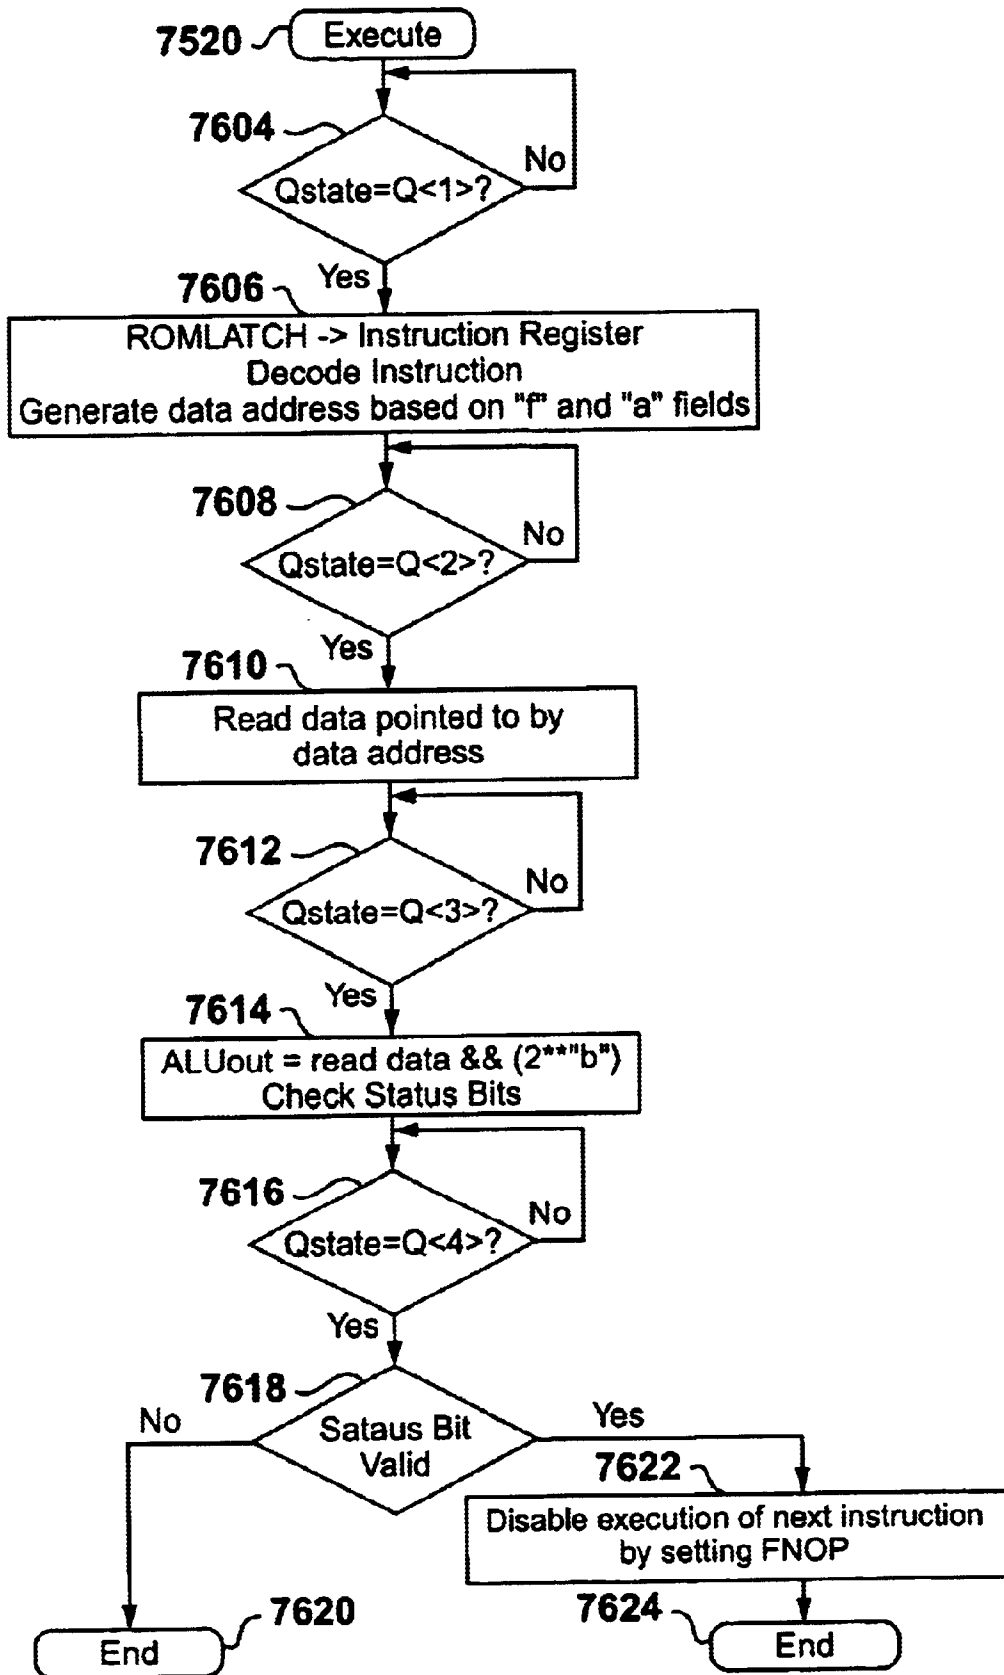 7520
Execute
7604
No
Qstate=Q<1>?
Yes
7606
ROMLATCH -> Instruction Register
Decode Instruction
Generate data address based on "f" and "a" fields
7608
No
Qstate=Q<2>?
Yes
7610
Read data pointed to by
data address
7612
No
Qstate=Q<3>?
Yes
7614
ALUout = read data && (2**"b")
Check Status Bits
7616
No
Qstate=Q<4>?
Yes
7618
No
Sataus Bit
Valid
Yes
7622
Disable execution of next instruction
by setting FNOP
7620
End
7624
End